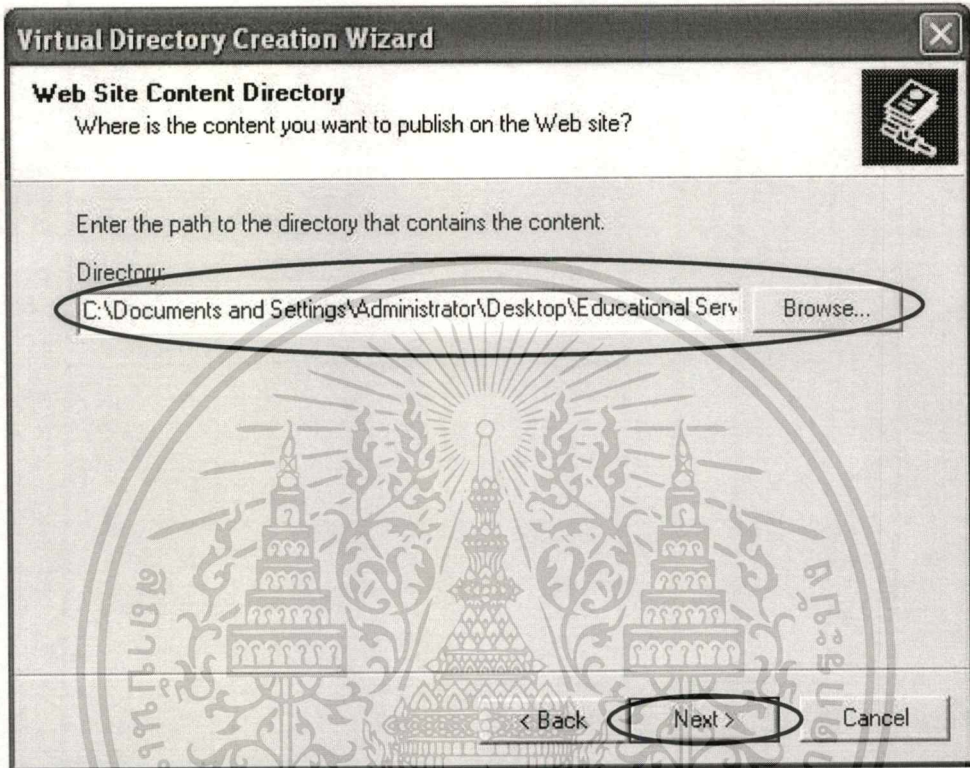 Virtual Directory Creation Wizard
Web Site Content Directory
Where is the content you want to publish on the Web site?
Enter the path to the directory that contains the content.
Directory:
C:\Documents and Settings\Administrator\Desktop\Educational Serv
Browse...
< Back
Next >
Cancel